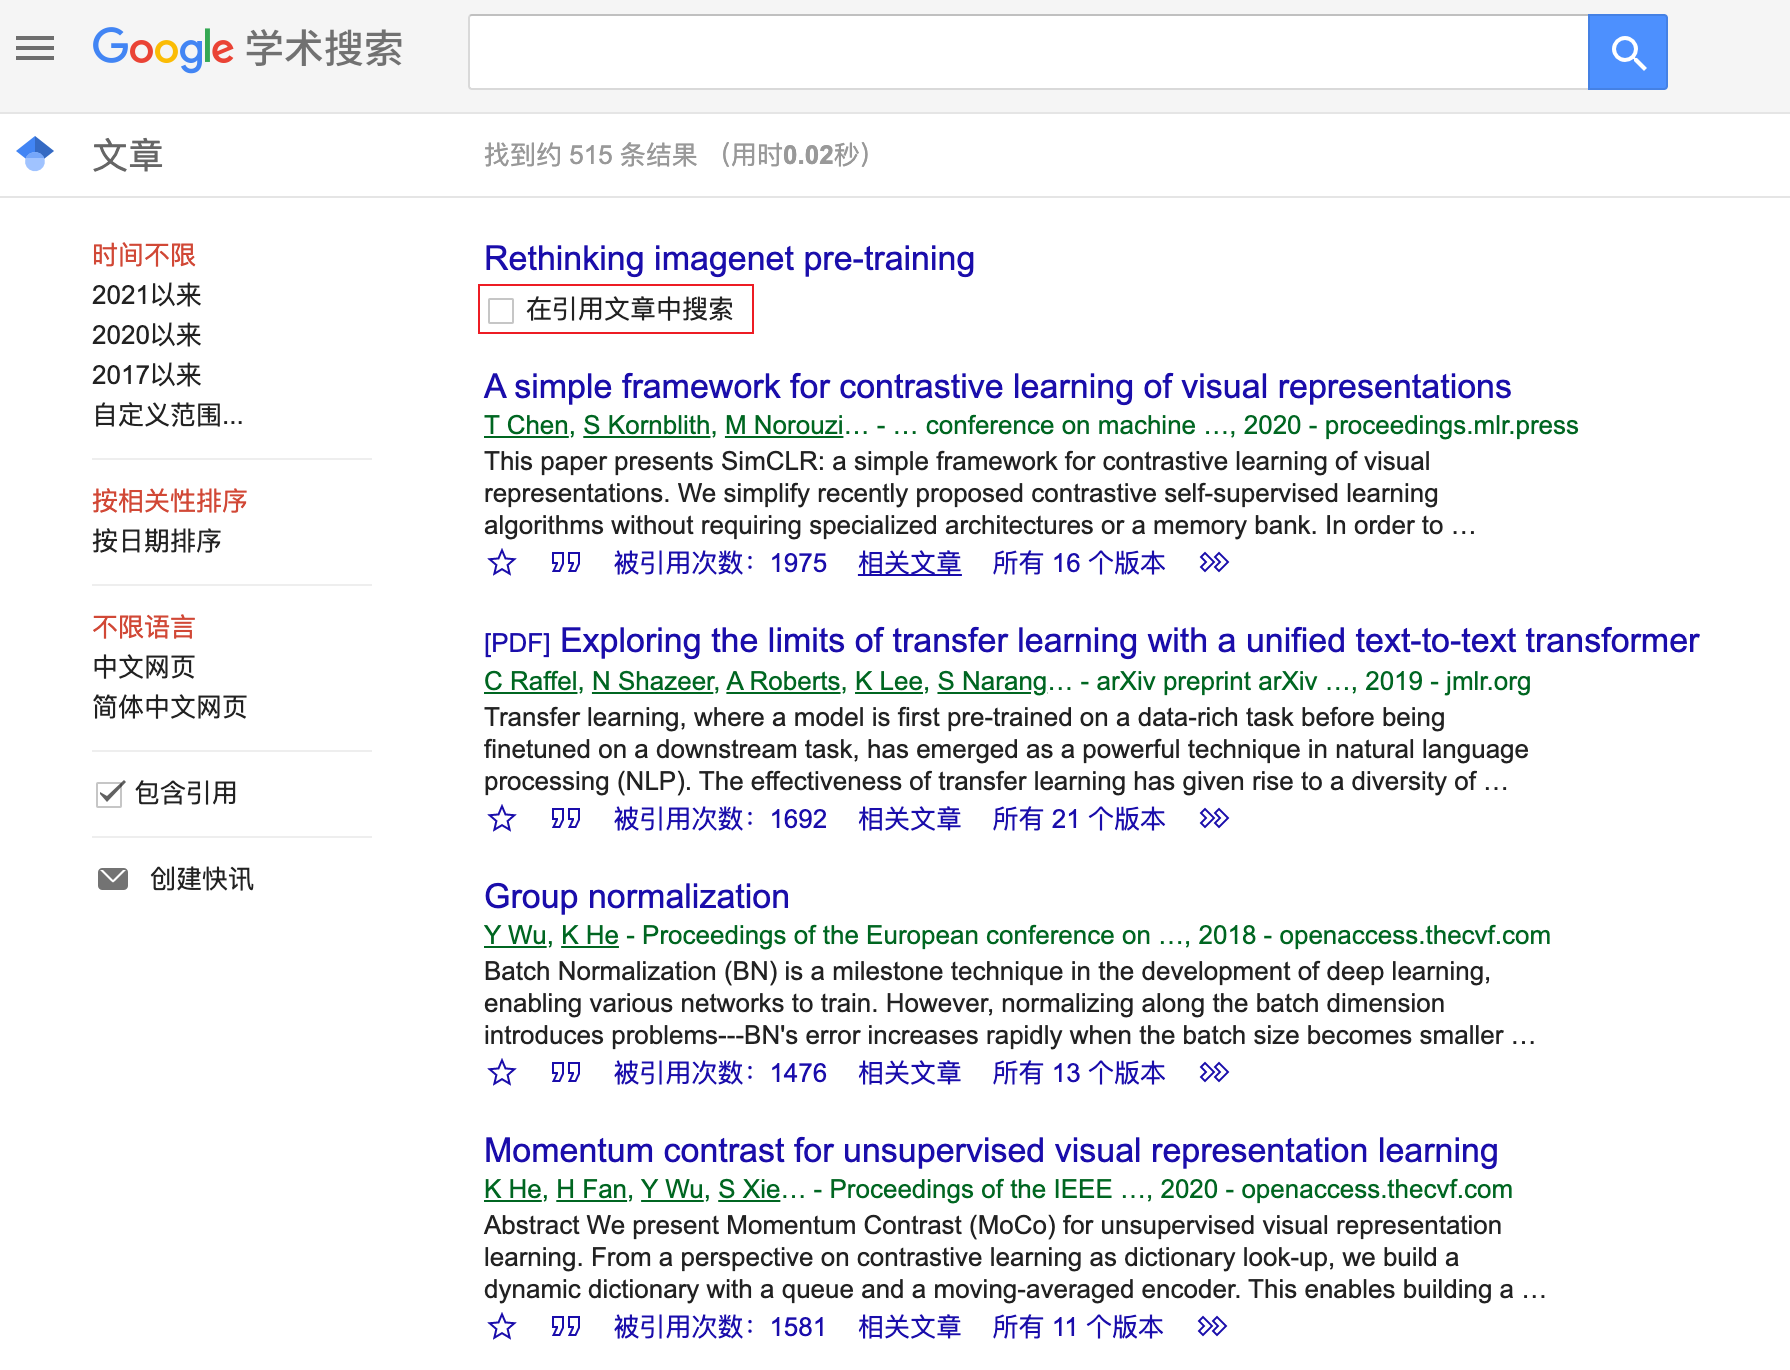 Google 学术搜索
文章
找到约 515 条结果 （用时0.02秒）
时间不限
2021以来
2020以来
2017以来
自定义范围...
按相关性排序
按日期排序
不限语言
中文网页
简体中文网页
包含引用
创建快讯
Rethinking imagenet pre-training
在引用文章中搜索
A simple framework for contrastive learning of visual representations
T Chen, S Kornblith, M Norouzi… - … conference on machine …, 2020 - proceedings.mlr.press
This paper presents SimCLR: a simple framework for contrastive learning of visual
representations. We simplify recently proposed contrastive self-supervised learning
algorithms without requiring specialized architectures or a memory bank. In order to …
被引用次数：1975 相关文章 所有 16 个版本
[PDF] Exploring the limits of transfer learning with a unified text-to-text transformer
C Raffel, N Shazeer, A Roberts, K Lee, S Narang… - arXiv preprint arXiv …, 2019 - jmlr.org
Transfer learning, where a model is first pre-trained on a data-rich task before being
finetuned on a downstream task, has emerged as a powerful technique in natural language
processing (NLP). The effectiveness of transfer learning has given rise to a diversity of …
被引用次数：1692 相关文章 所有 21 个版本
Group normalization
Y Wu, K He - Proceedings of the European conference on …, 2018 - openaccess.thecvf.com
Batch Normalization (BN) is a milestone technique in the development of deep learning,
enabling various networks to train. However, normalizing along the batch dimension
introduces problems---BN's error increases rapidly when the batch size becomes smaller …
被引用次数：1476 相关文章 所有 13 个版本
Momentum contrast for unsupervised visual representation learning
K He, H Fan, Y Wu, S Xie… - Proceedings of the IEEE …, 2020 - openaccess.thecvf.com
Abstract We present Momentum Contrast (MoCo) for unsupervised visual representation
learning. From a perspective on contrastive learning as dictionary look-up, we build a
dynamic dictionary with a queue and a moving-averaged encoder. This enables building a …
被引用次数：1581 相关文章 所有 11 个版本